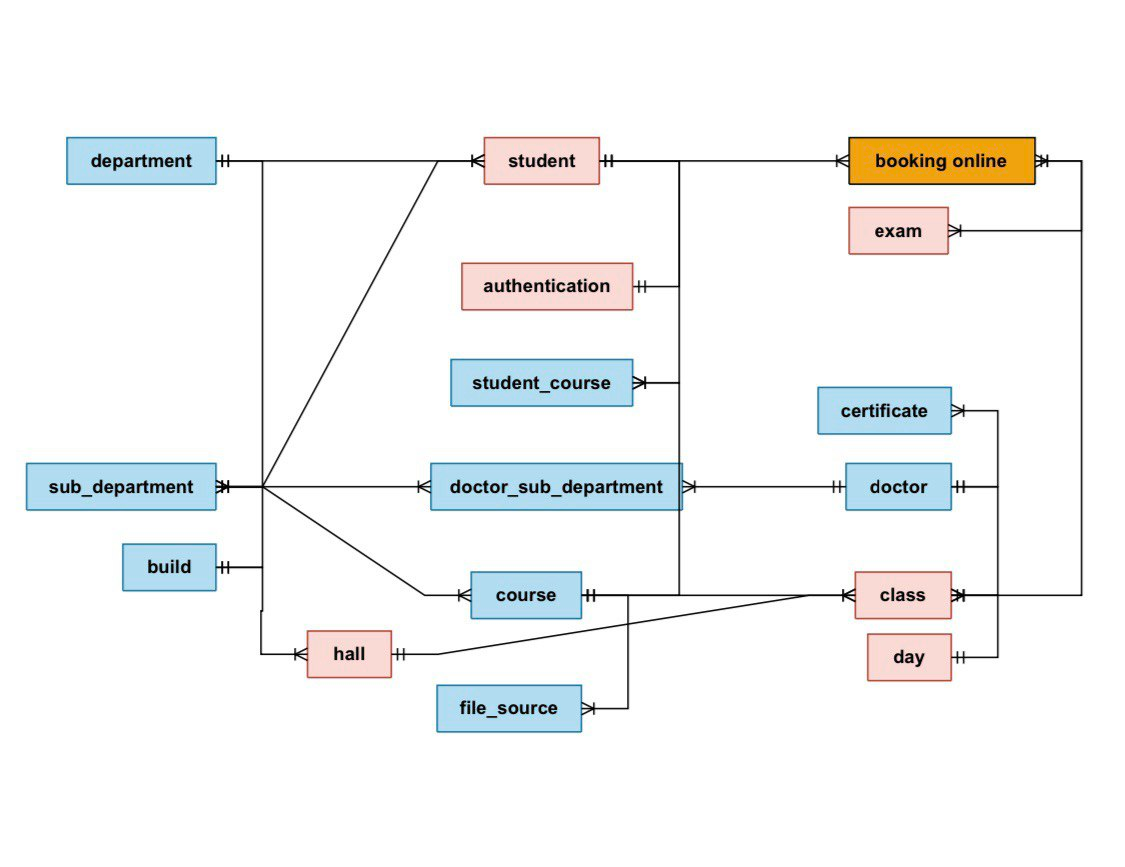 department
student
booking online
exam
authentication
student_course
certificate
sub_department
doctor_sub_department
doctor
build
course
class
hall
day
file_source